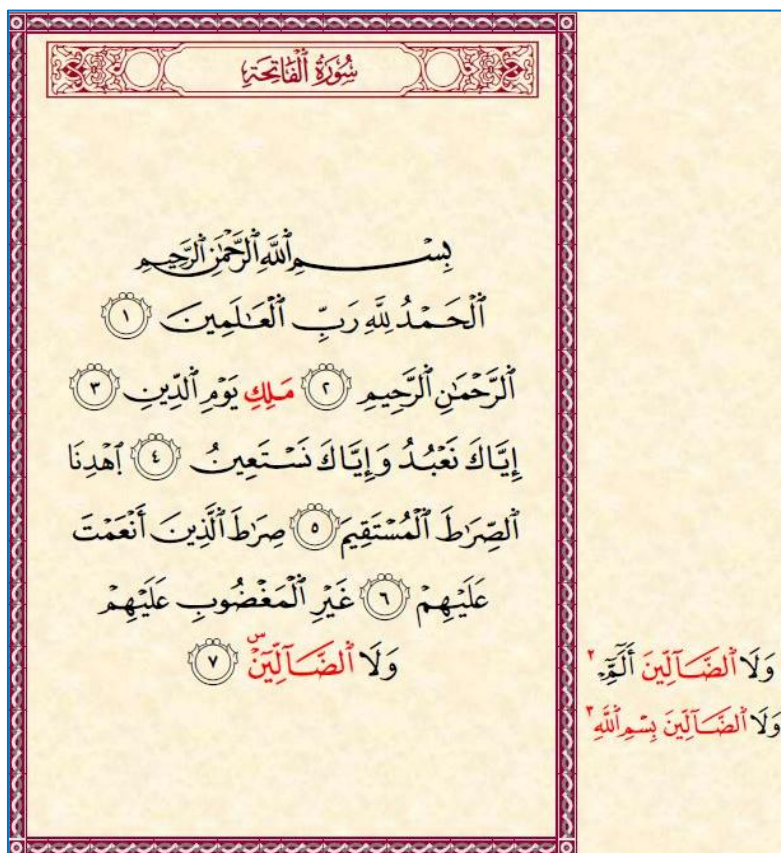 سُورَةُ ٱلْفَاتِحَةِ
بِسْمِ ٱللَّهِ ٱلرَّحْمَٰنِ ٱلرَّحِيمِ
ٱلْحَمْدُ لِلَّهِ رَبِّ ٱلْعَٰلَمِينَ ١
ٱلرَّحْمَٰنِ ٱلرَّحِيمِ ٢ مَلِكِ يَوْمِ ٱلدِّينِ ٣
إِيَّاكَ نَعْبُدُ وَإِيَّاكَ نَسْتَعِينُ ٤ ٱهْدِنَا
ٱلصِّرَٰطَ ٱلْمُسْتَقِيمَ ٥ صِرَٰطَ ٱلَّذِينَ أَنْعَمْتَ
عَلَيْهِمْ ٦ غَيْرِ ٱلْمَغْضُوبِ عَلَيْهِمْ
وَلَا ٱلضَّآلِّينَۜ ٧
وَلَا ٱلضَّآلِّينَ أَلَٓمِّٓ ٢
وَلَا ٱلضَّآلِّينَ بِسْمِ ٱللَّهِ ٣